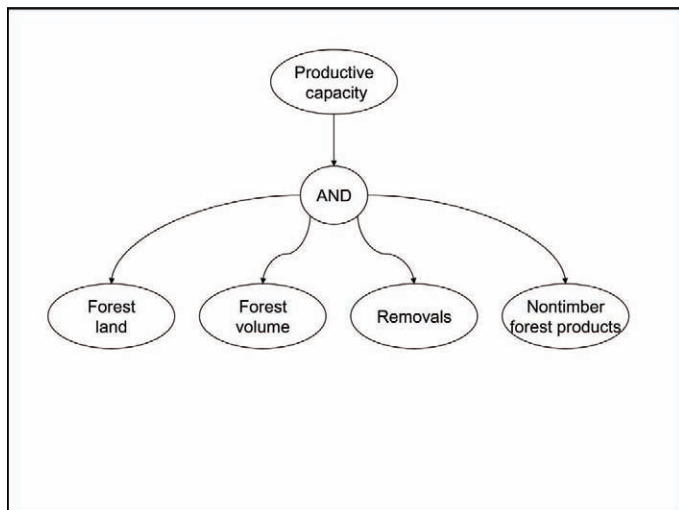 Productive
capacity
AND
Forest
land
Forest
volume
Removals
Nontimber
forest products